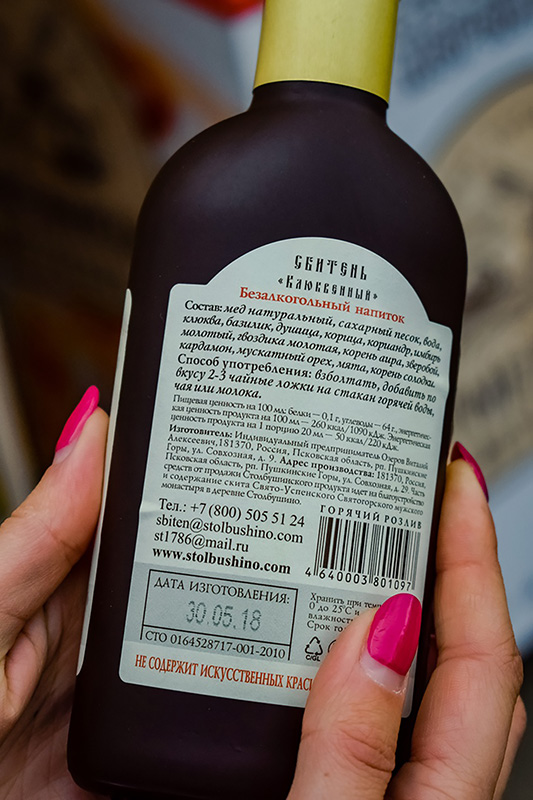 СБИТЕНЬ
«Клюквенный»
Безалкогольный напиток
Состав: мед натуральный, сахарный песок, вода,
клюква, базилик, душица, корица, кориандр, имбирь
молотый, гвоздика молотая, корень аира, зверобой,
кардамон, мускатный орех, мята, корень солодки.
Способ употребления: взболтать, добавить по
вкусу 2-3 чайные ложки на стакан горячей воды,
чая или молока.
Пищевая ценность на 100 мл: белки — 0,1 г, углеводы — 64 г, энергетичес-
кая ценность продукта на 100 мл — 260 ккал/1090 кДж. Энергетическая
ценность продукта на 1 порцию 20 мл — 50 ккал/220 кДж.
Изготовитель: Индивидуальный предприниматель Озеров Виталий
Алексеевич, 181370, Россия, Псковская область, рп. Пушкинские
Горы, ул. Совхозная, д. 9. Адрес производства: 181370, Россия,
Псковская область, рп. Пушкинские Горы, ул. Совхозная, д. 29. Часть
средств от продажи Столбушинского продукта идет на благоустройство
и содержание скита Свято-Успенского Святогорского мужского
монастыря в деревне Столбушино.
Тел.: +7 (800) 505 51 24
sbiten@stolbushino.com
st1786@mail.ru
www.stolbushino.com
ГОРЯЧИЙ РОЗЛИВ
4 640003 801097
ДАТА ИЗГОТОВЛЕНИЯ:
30.05.18
СТО 0164528717-001-2010
Хранить при
0 до 25°С и
влажности
Срок
C/GL
НЕ СОДЕРЖИТ ИСКУССТВЕННЫХ